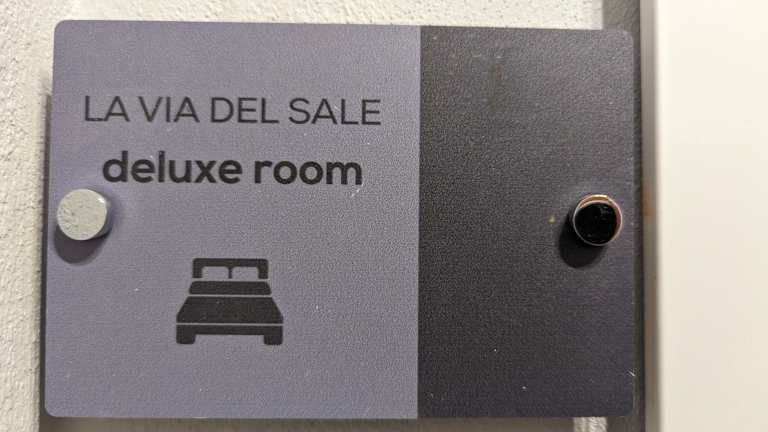 LA VIA DEL SALE
deluxe room